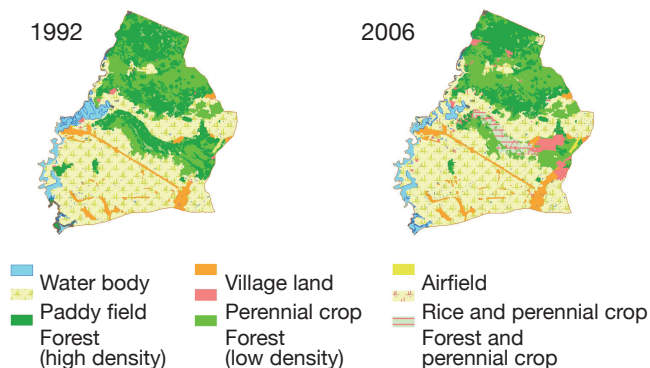 1992
2006
Water body
Village land
Airfield
Paddy field
Perennial crop
Rice and perennial crop
Forest
(high density)
Forest
(low density)
Forest and
perennial crop